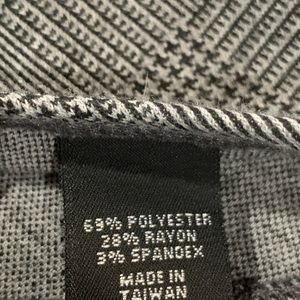 69% POLYESTER
28% RAYON
3% SPANDEX
MADE IN
TAIWAN